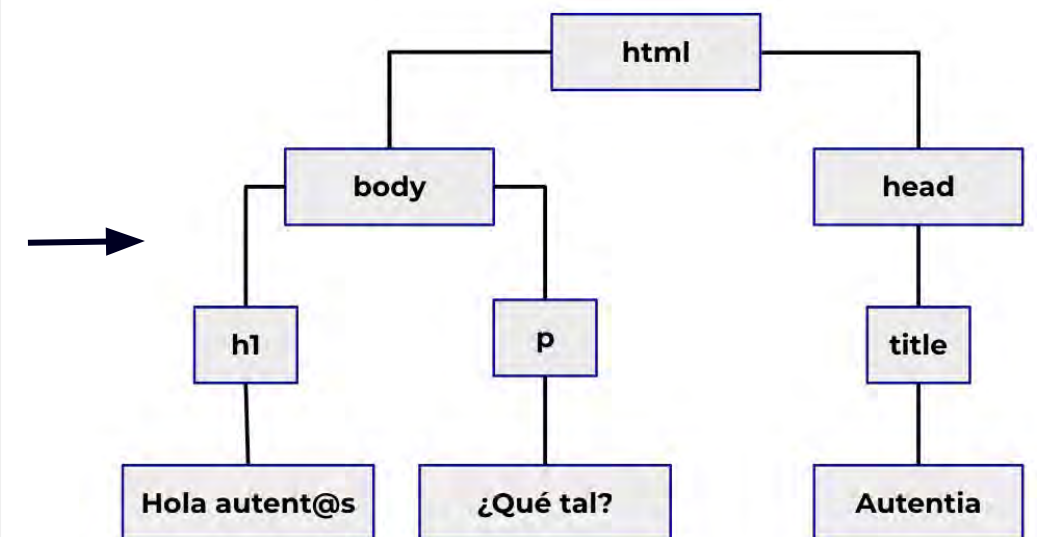 html
body
head
h1
p
title
Hola autent@s
¿Qué tal?
Autentia